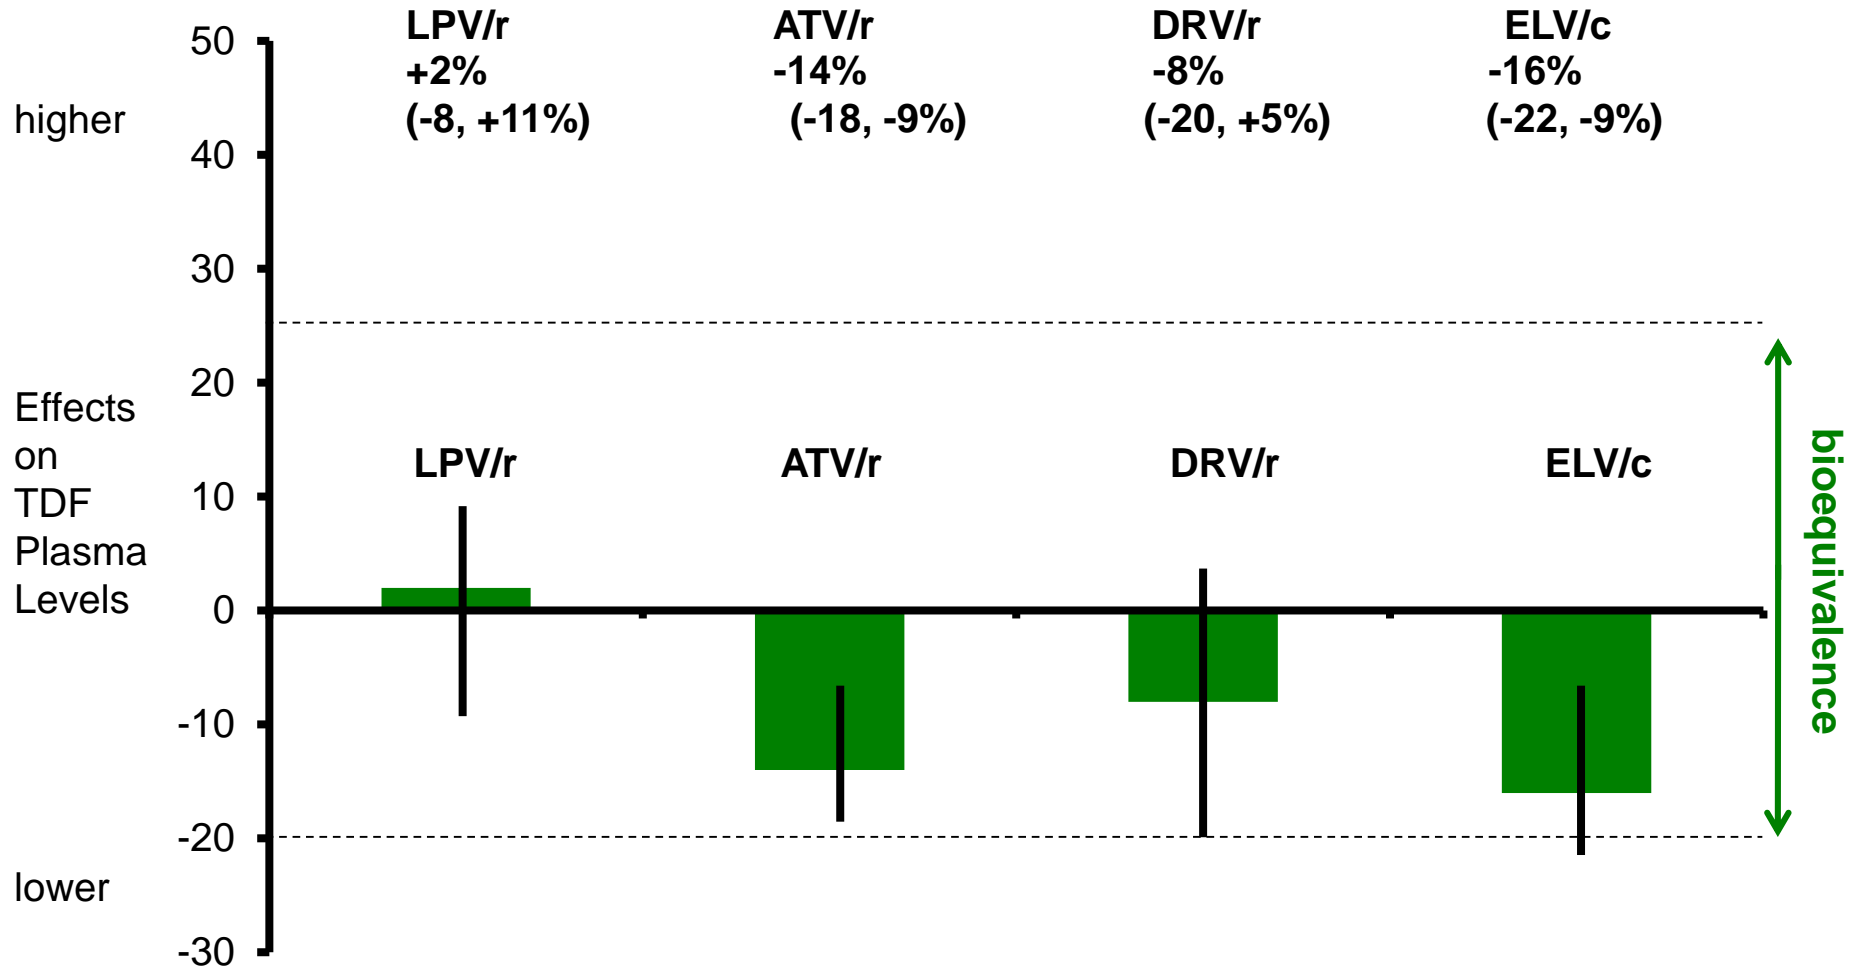 LPV/r
+2%
(-8, +11%)
ATV/r
-14%
(-18, -9%)
DRV/r
-8%
(-20, +5%)
ELV/c
-16%
(-22, -9%)
higher
Effects
on
TDF
Plasma
Levels
lower
50
40
30
20
10
0
-10
-20
-30
LPV/r
ATV/r
DRV/r
ELV/c
bioequivalence